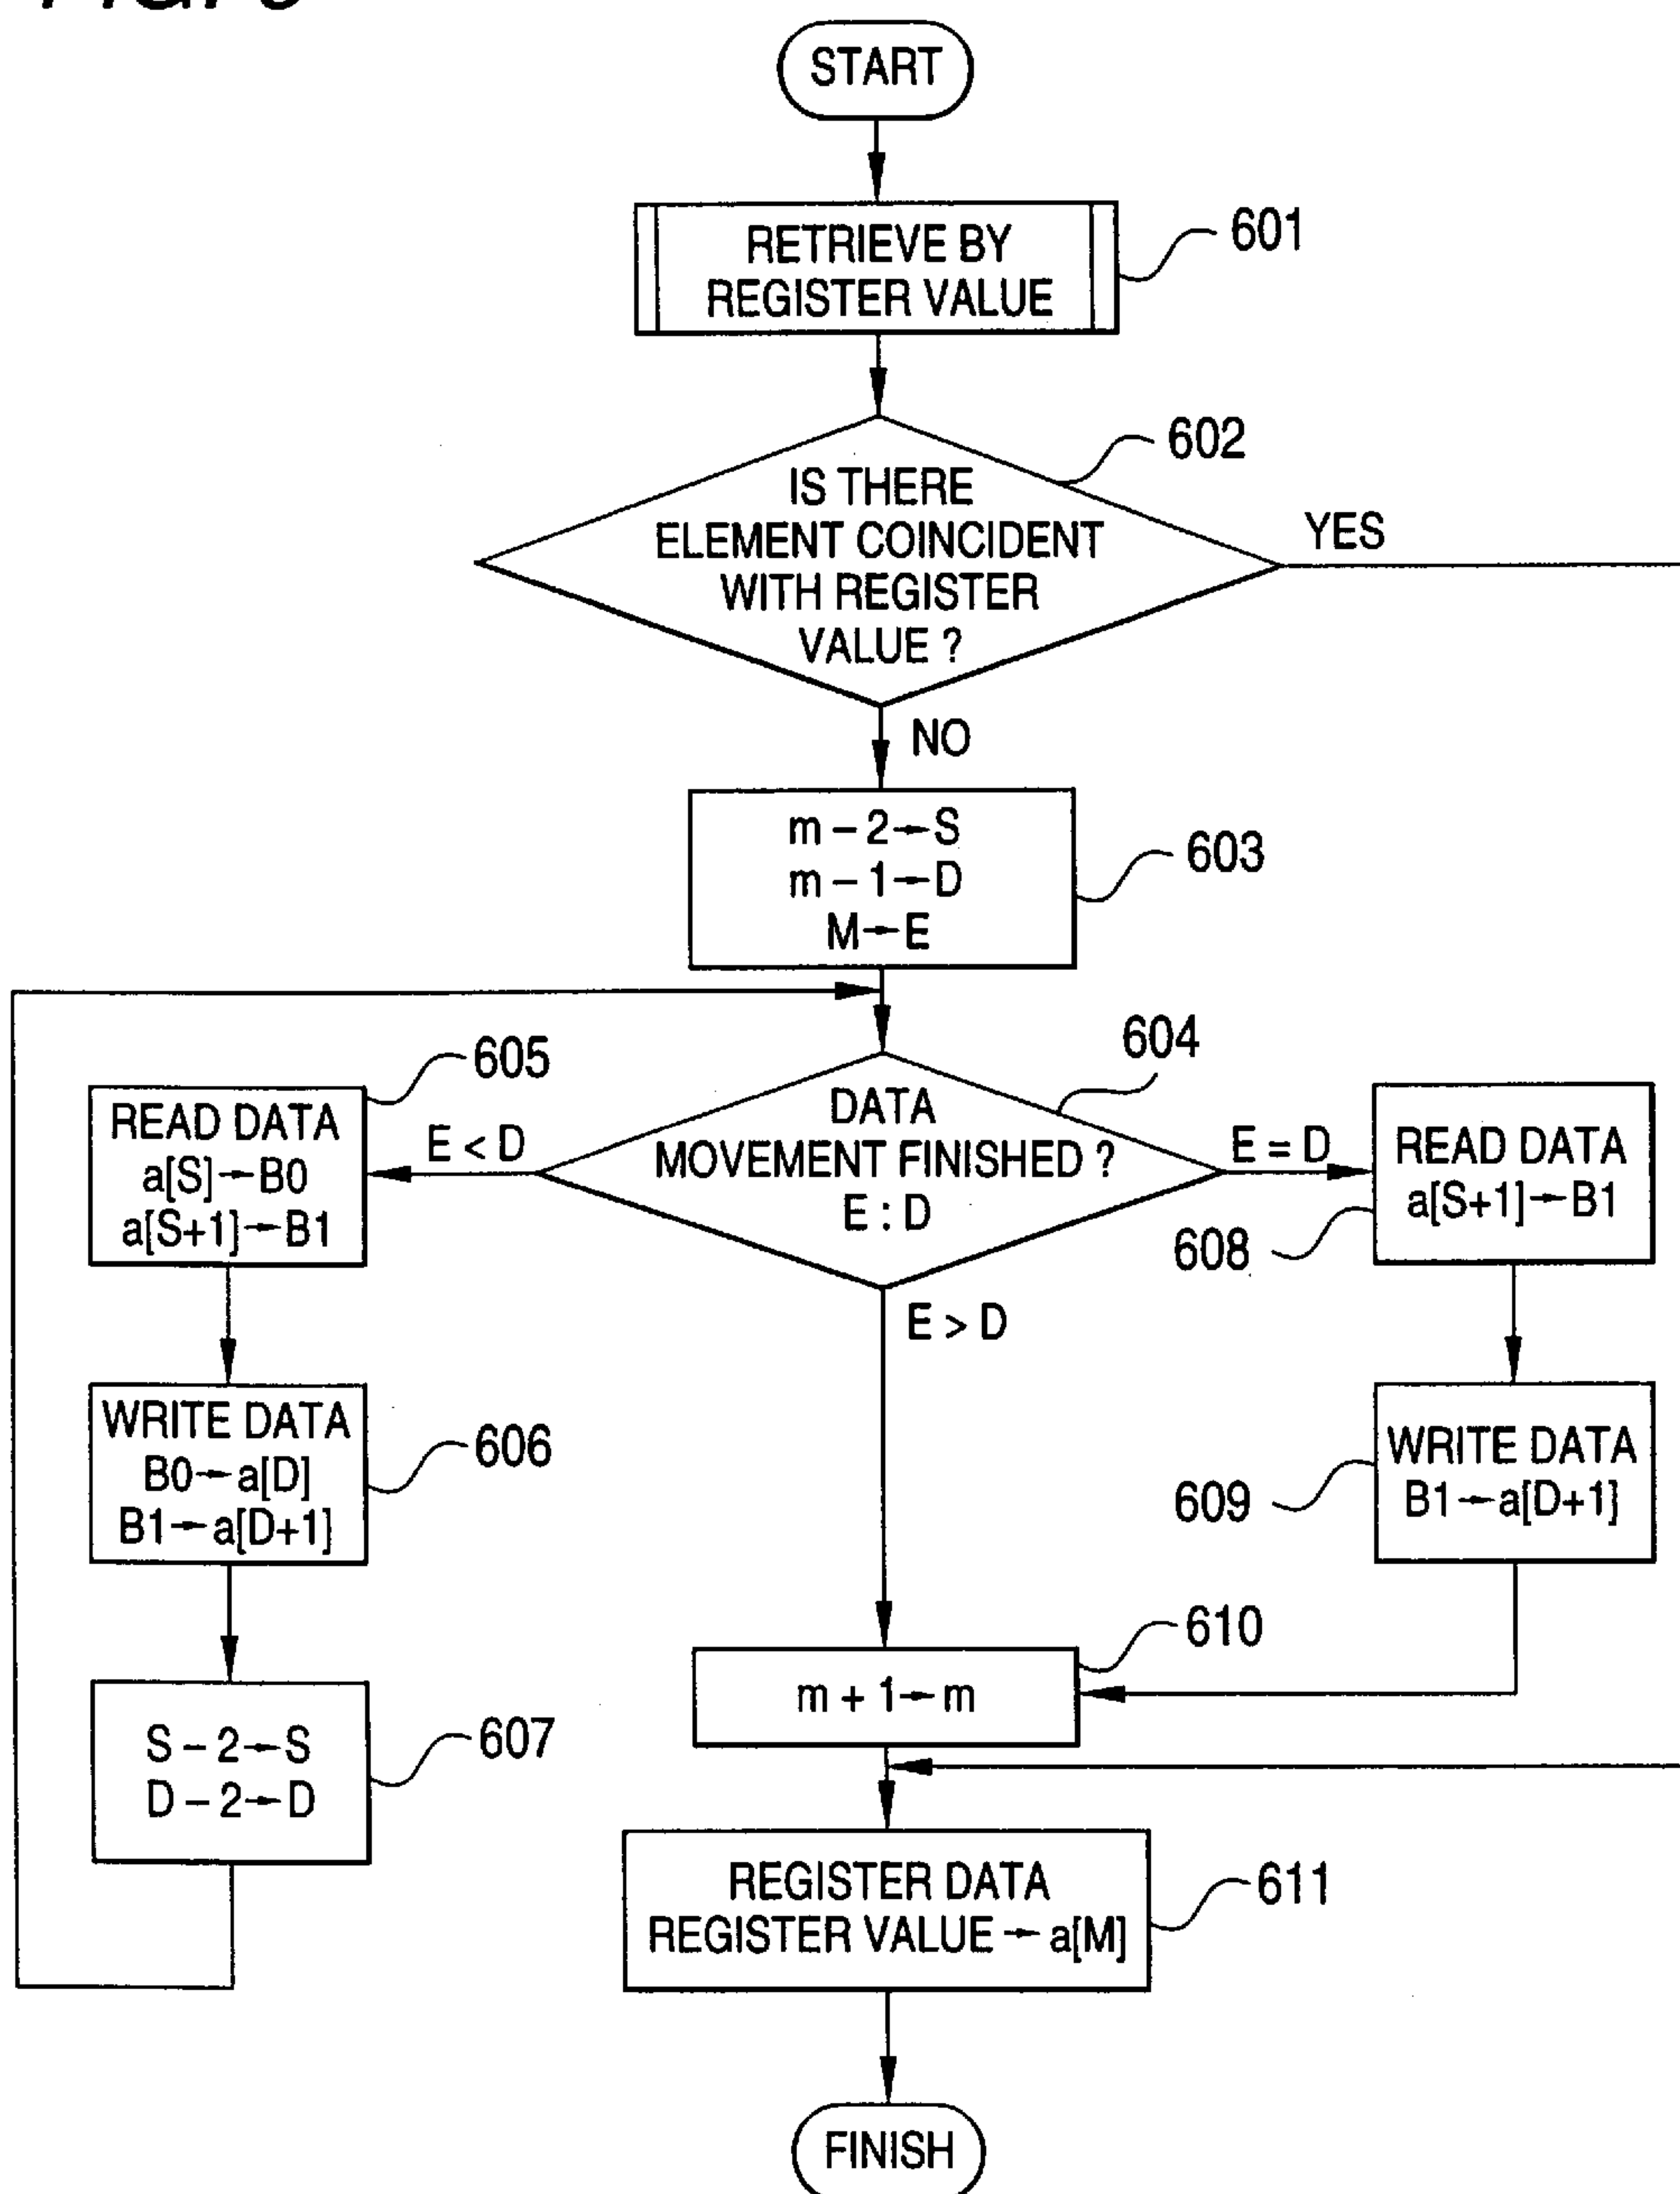 START
RETRIEVE BY
REGISTER VALUE
601
602
IS THERE
ELEMENT COINCIDENT
WITH REGISTER
VALUE ?
YES
NO
m – 2→S
m – 1→D
M→E
603
604
605
READ DATA
a[S]→B0
a[S+1]→B1
E < D
DATA
MOVEMENT FINISHED ?
E : D
E = D
READ DATA
a[S+1]→B1
608
E > D
WRITE DATA
B0→a[D]
B1→a[D+1]
606
WRITE DATA
B1→a[D+1]
609
610
m + 1→m
S – 2→S
D – 2→D
607
REGISTER DATA
REGISTER VALUE → a[M]
611
FINISH